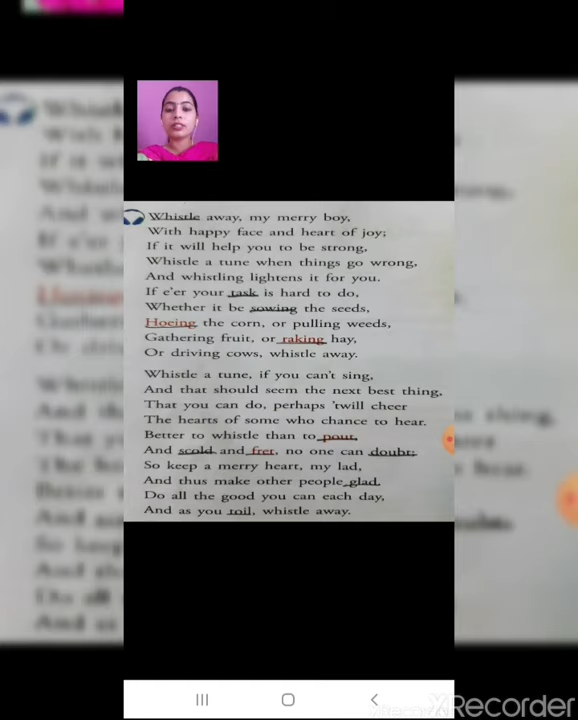 Whistle away, my merry boy,
With happy face and heart of joy;
If it will help you to be strong,
Whistle a tune when things go wrong,
And whistling lightens it for you.
If e'er your task is hard to do,
Whether it be sowing the seeds,
Hoeing the corn, or pulling weeds,
Gathering fruit, or raking hay,
Or driving cows, whistle away.
Whistle a tune, if you can't sing,
And that should seem the next best thing,
That you can do, perhaps 'twill cheer
The hearts of some who chance to hear.
Better to whistle than to pout,
And scold and fret, no one can doubt;
So keep a merry heart, my lad,
And thus make other people glad.
Do all the good you can each day,
And as you toil, whistle away.
XRecorder